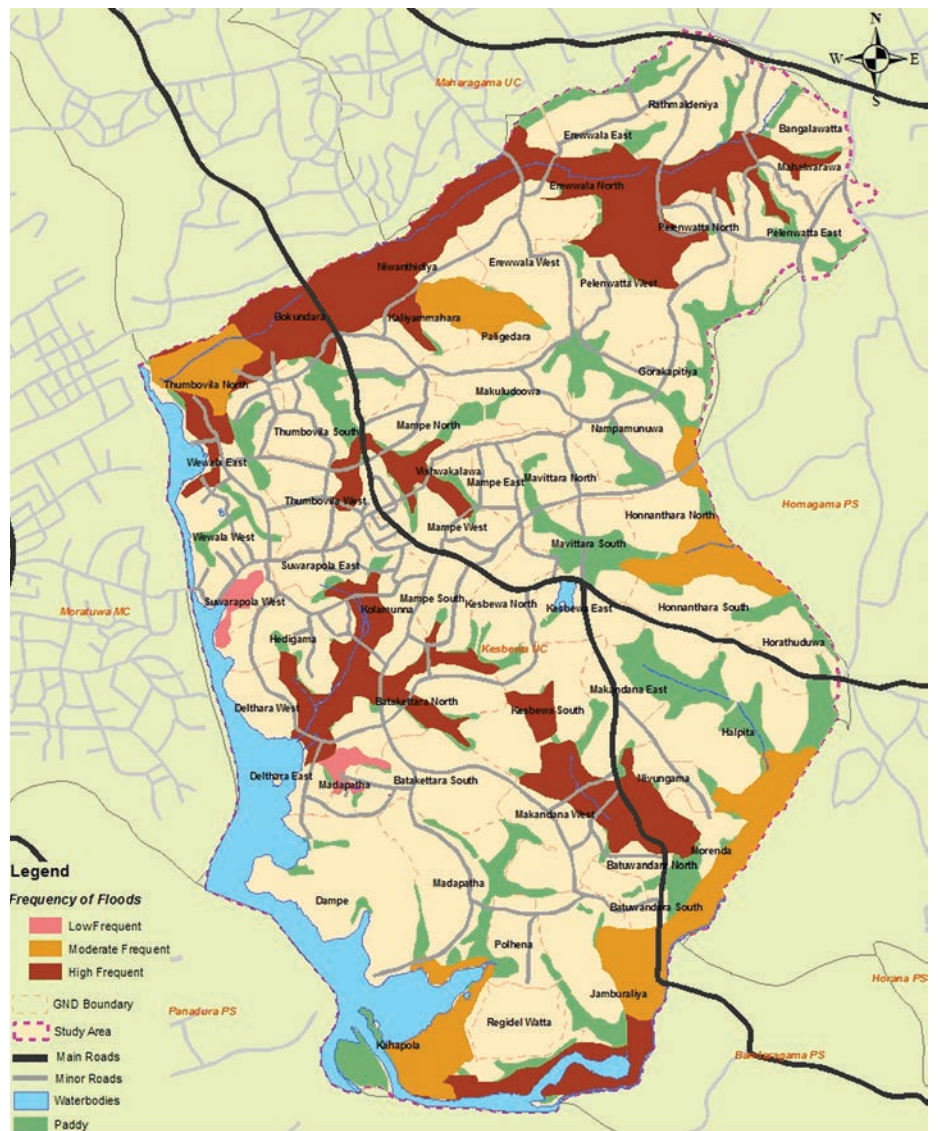 N
W
E
S
Maharagama UC
Rathmaldeniya
Bangalawatta
Erewwala East
Mahalwarawa
Erewwala North
Pelenwatta North
Pelenwatta East
Erewwala West
Niwanthidiya
Pelenwatta West
Bokundara
Kaliyammahara
Paligedara
Gorakapitiya
Thumbovila North
Makuludoowa
Mampe North
Nampamunuwa
Thumbovila South
Wewala East
Vishwakalawa
Mampe East
Mavittara North
Thumbovila West
Homagama PS
Honnanthara North
Mampe West
Wewala West
Mavittara South
Suwarapola East
Suwarapola West
Mampe South
Kesbewa North
Kesbewa East
Honnanthara South
Moratuwa MC
Kolamunna
Hedigama
Kesbewa UC
Horathuduwa
Makandana East
Delthara West
Batakettara North
Kesbewa South
Halpita
Delthara East
Madapatha
Batakettara South
Nivungama
Makandana West
Morenda
Batuwandara North
Madapatha
Batuwandara South
Dampe
Polhena
Jamburaliya
Horana PS
Panadura PS
Regidel Watta
Kahapola
Bandaragama PS
Legend
Frequency of Floods
Low Frequent
Moderate Frequent
High Frequent
GND Boundary
Study Area
Main Roads
Minor Roads
Waterbodies
Paddy